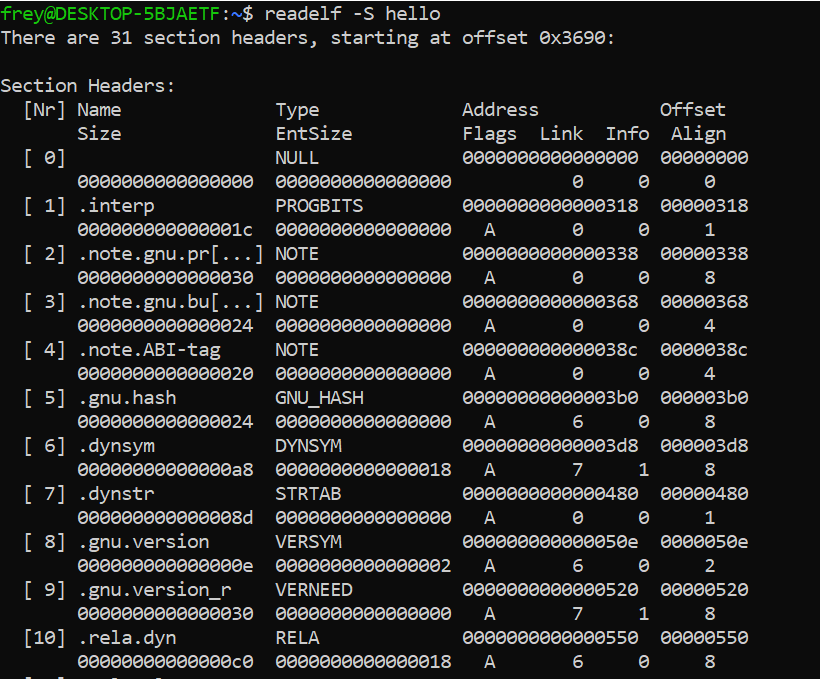 frey@DESKTOP-5BJAETF:~$ readelf -S hello
There are 31 section headers, starting at offset 0x3690:

Section Headers:
  [Nr] Name              Type             Address           Offset
       Size              EntSize          Flags  Link  Info  Align
  [ 0]                   NULL             0000000000000000  00000000
       0000000000000000  0000000000000000           0     0     0
  [ 1] .interp           PROGBITS         0000000000000318  00000318
       000000000000001c  0000000000000000   A       0     0     1
  [ 2] .note.gnu.pr[...] NOTE             0000000000000338  00000338
       0000000000000030  0000000000000000   A       0     0     8
  [ 3] .note.gnu.bu[...] NOTE             0000000000000368  00000368
       0000000000000024  0000000000000000   A       0     0     4
  [ 4] .note.ABI-tag     NOTE             000000000000038c  0000038c
       0000000000000020  0000000000000000   A       0     0     4
  [ 5] .gnu.hash         GNU_HASH         00000000000003b0  000003b0
       0000000000000024  0000000000000000   A       6     0     8
  [ 6] .dynsym           DYNSYM           00000000000003d8  000003d8
       00000000000000a8  0000000000000018   A       7     1     8
  [ 7] .dynstr           STRTAB           0000000000000480  00000480
       000000000000008d  0000000000000000   A       0     0     1
  [ 8] .gnu.version      VERSYM           000000000000050e  0000050e
       000000000000000e  0000000000000002   A       6     0     2
  [ 9] .gnu.version_r    VERNEED          0000000000000520  00000520
       0000000000000030  0000000000000000   A       7     1     8
  [10] .rela.dyn         RELA             0000000000000550  00000550
       00000000000000c0  0000000000000018   A       6     0     8